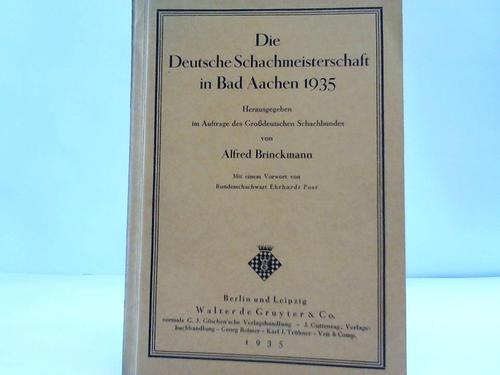 Die
Deutsche Schachmeisterschaft
in Bad Aachen 1935
Herausgegeben
im Auftrage des Großdeutschen Schachbundes
von
Alfred Brinckmann
Mit einem Vorwort von
Bundesschachwart Ehrhardt Post
Berlin und Leipzig
Walter de Gruyter & Co.
vormals G. J. Göschen'sche Verlagshandlung - J. Guttentag, Verlags-
buchhandlung - Georg Reimer - Karl J. Trübner - Veit & Comp.
1935